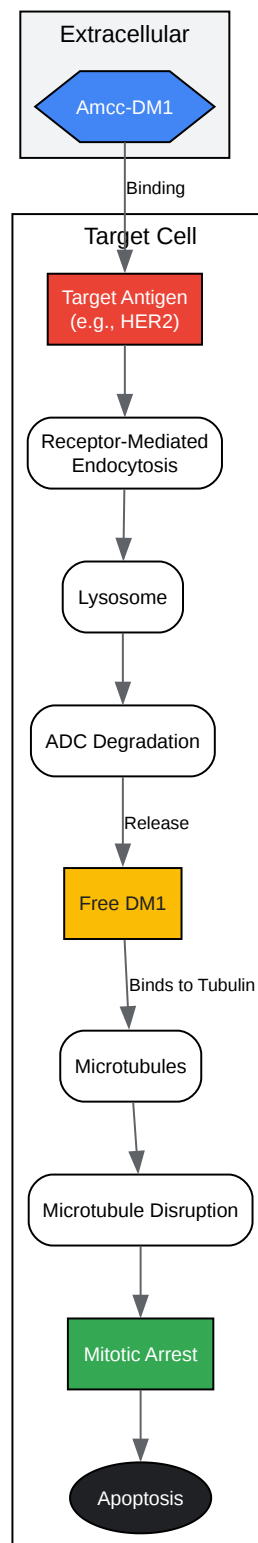 Extracellular
Amcc-DM1
Binding
Target Cell
Target Antigen
(e.g., HER2)
Receptor-Mediated
Endocytosis
Lysosome
ADC Degradation
Release
Free DM1
Binds to Tubulin
Microtubules
Microtubule Disruption
Mitotic Arrest
Apoptosis